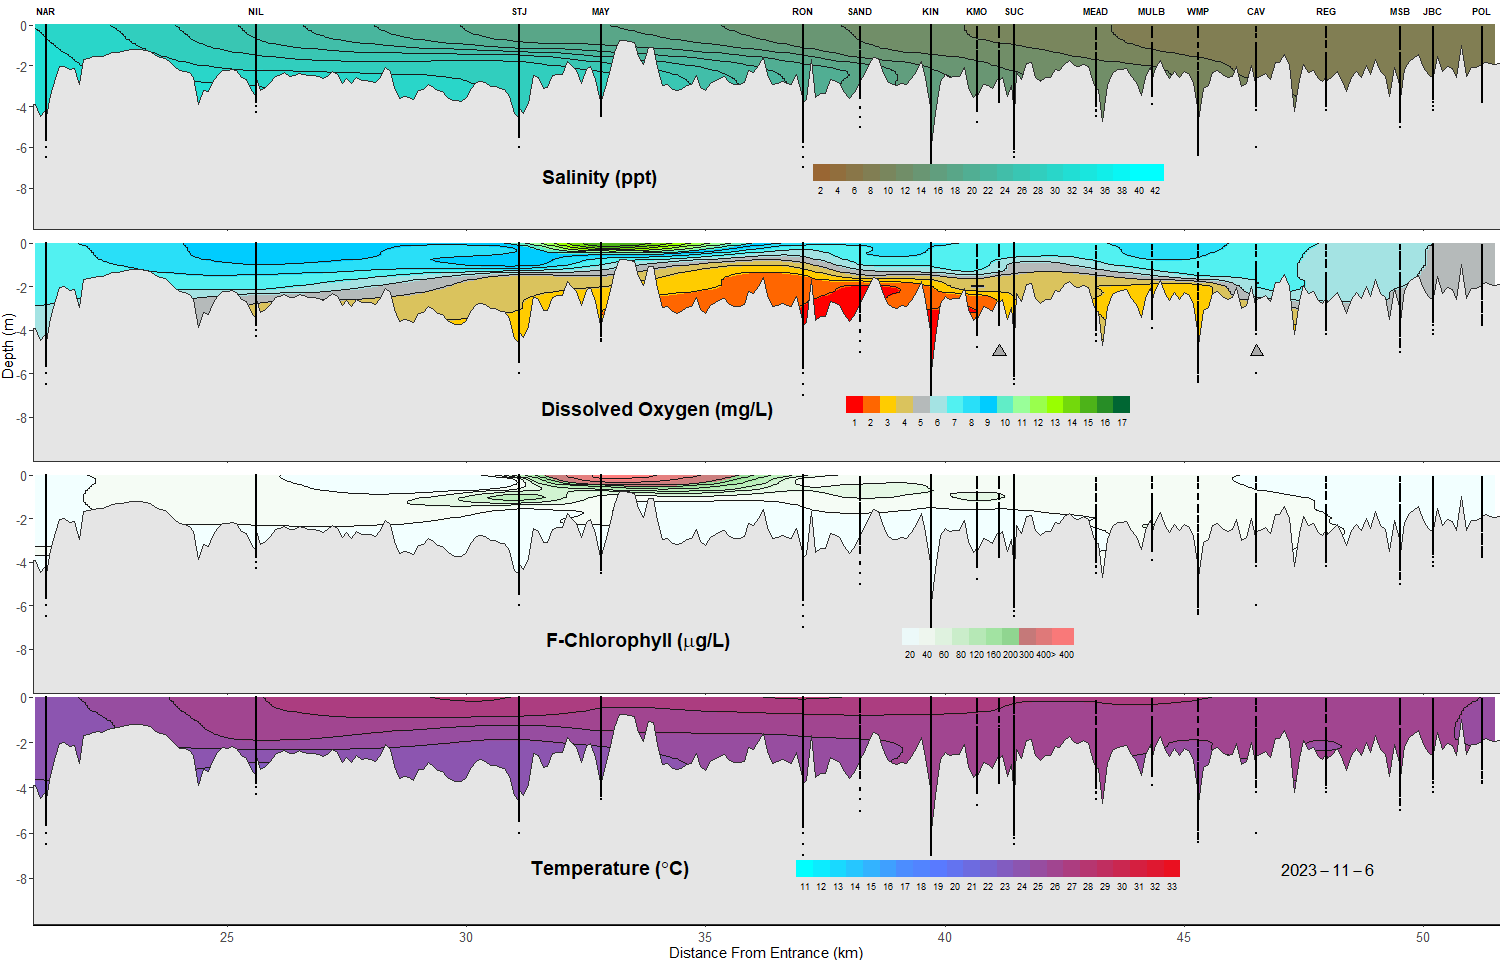 NAR NIL STJ MAY RON SAND KIN KMO SUC MEAD MULB WMP CAV REG MSB JBC POL
0
-2
-4
-6
-8
Salinity (ppt)
2 4 6 8 10 12 14 16 18 20 22 24 26 28 30 32 34 36 38 40 42
0
-2
-4
-6
-8
Depth (m)
Dissolved Oxygen (mg/L)
1 2 3 4 5 6 7 8 9 10 11 12 13 14 15 16 17
0
-2
-4
-6
-8
F-Chlorophyll (μg/L)
20 40 60 80 120 160 200 300 400 > 400
0
-2
-4
-6
-8
Temperature (°C)
11 12 13 14 15 16 17 18 19 20 21 22 23 24 25 26 27 28 29 30 31 32 33
2023 – 11 – 6
25 30 35 40 45 50
Distance From Entrance (km)